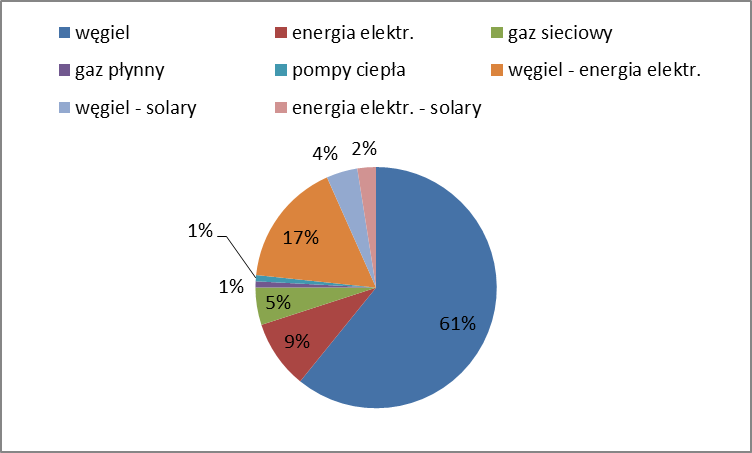 węgiel energia elektr. gaz sieciowy
gaz płynny pompy ciepła węgiel - energia elektr.
węgiel - solary energia elektr. - solary
4% 2%
1%
17%
1%
5%
61%
9%